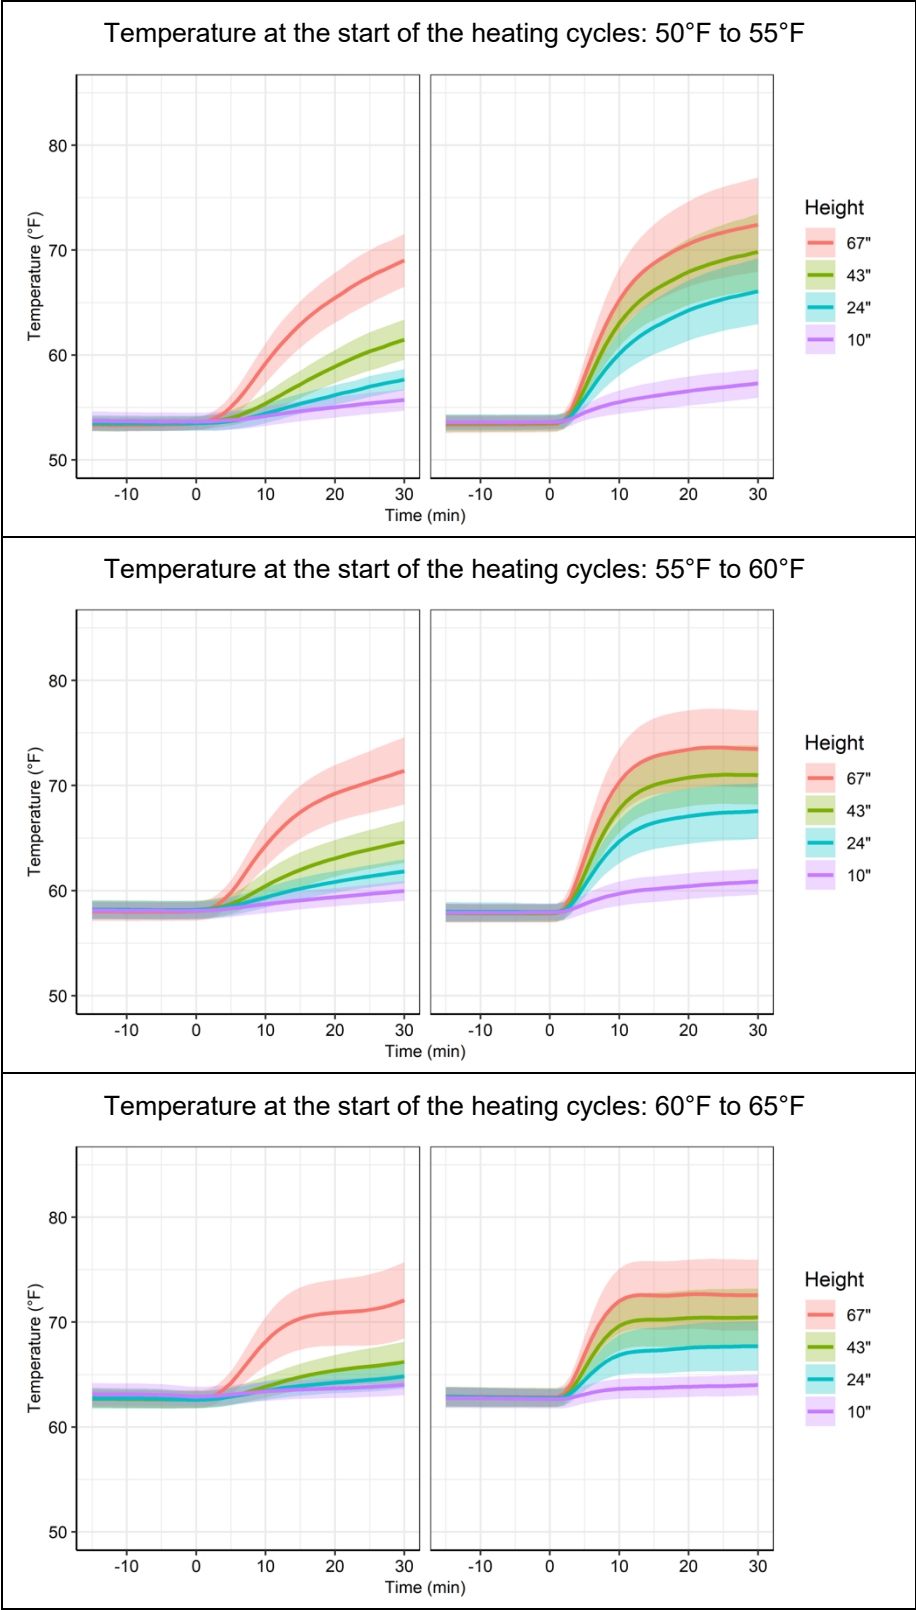 Temperature at the start of the heating cycles: 50°F to 55°F
Temperature (°F)
80
70
60
50
-10 0 10 20 30 -10 0 10 20 30
Time (min)
Height
67"
43"
24"
10"
Temperature at the start of the heating cycles: 55°F to 60°F
Temperature (°F)
80
70
60
50
-10 0 10 20 30 -10 0 10 20 30
Time (min)
Height
67"
43"
24"
10"
Temperature at the start of the heating cycles: 60°F to 65°F
Temperature (°F)
80
70
60
50
-10 0 10 20 30 -10 0 10 20 30
Time (min)
Height
67"
43"
24"
10"